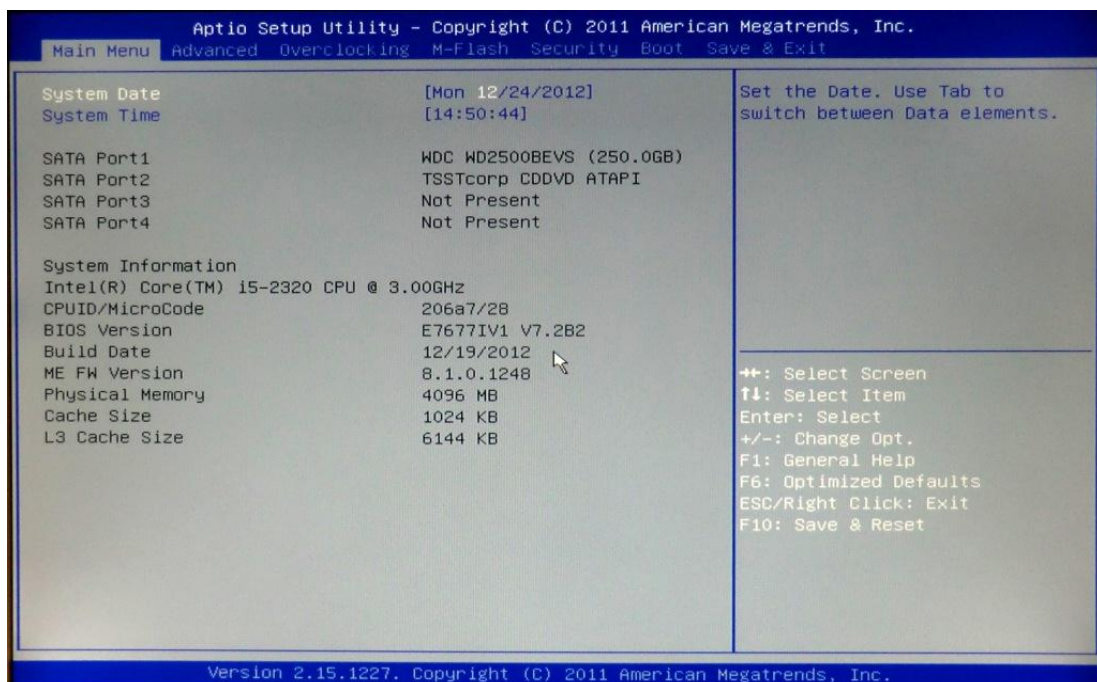 Aptio Setup Utility – Copyright (C) 2011 American Megatrends, Inc.
Main Menu Advanced Overclocking M-Flash Security Boot Save & Exit
System Date [Mon 12/24/2012]
System Time [14:50:44]
SATA Port1 WDC WD2500BEVS (250.0GB)
SATA Port2 TSSTcorp CDDVD ATAPI
SATA Port3 Not Present
SATA Port4 Not Present
System Information
Intel(R) Core(TM) i5-2320 CPU @ 3.00GHz
CPUID/MicroCode 206a7/28
BIOS Version E7677IV1 V7.2B2
Build Date 12/19/2012
ME FW Version 8.1.0.1248
Physical Memory 4096 MB
Cache Size 1024 KB
L3 Cache Size 6144 KB
Set the Date. Use Tab to
switch between Data elements.
→←: Select Screen
↑↓: Select Item
Enter: Select
+/-: Change Opt.
F1: General Help
F6: Optimized Defaults
ESC/Right Click: Exit
F10: Save & Reset
Version 2.15.1227. Copyright (C) 2011 American Megatrends, Inc.